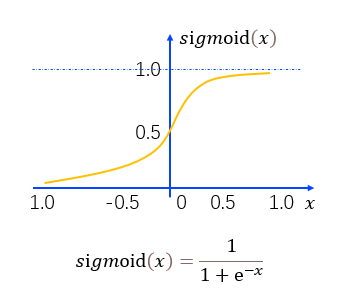 sigmoid(x)
1.0
0.5
1.0 -0.5 0 0.5 1.0 x
sigmoid(x) = 1 / (1 + e^{-x})